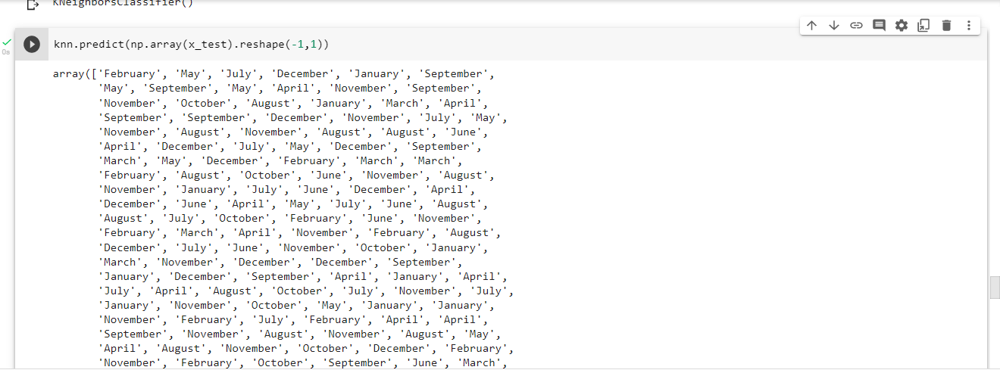 KNeighborsClassifier()
0s
knn.predict(np.array(x_test).reshape(-1,1))
array(['February', 'May', 'July', 'December', 'January', 'September',
'May', 'September', 'May', 'April', 'November', 'September',
'November', 'October', 'August', 'January', 'March', 'April',
'September', 'September', 'December', 'November', 'July', 'May',
'November', 'August', 'November', 'August', 'August', 'June',
'April', 'December', 'July', 'May', 'December', 'September',
'March', 'May', 'December', 'February', 'March', 'March',
'February', 'August', 'October', 'June', 'November', 'August',
'November', 'January', 'July', 'June', 'December', 'April',
'December', 'June', 'April', 'May', 'July', 'June', 'August',
'August', 'July', 'October', 'February', 'June', 'November',
'February', 'March', 'April', 'November', 'February', 'August',
'December', 'July', 'June', 'November', 'October', 'January',
'March', 'November', 'December', 'December', 'September',
'January', 'December', 'September', 'April', 'January', 'April',
'July', 'April', 'August', 'October', 'July', 'November', 'July',
'January', 'November', 'October', 'May', 'January', 'January',
'November', 'February', 'July', 'February', 'April', 'April',
'September', 'November', 'August', 'November', 'August', 'May',
'April', 'August', 'November', 'October', 'December', 'February',
'November', 'February', 'October', 'September', 'June', 'March',